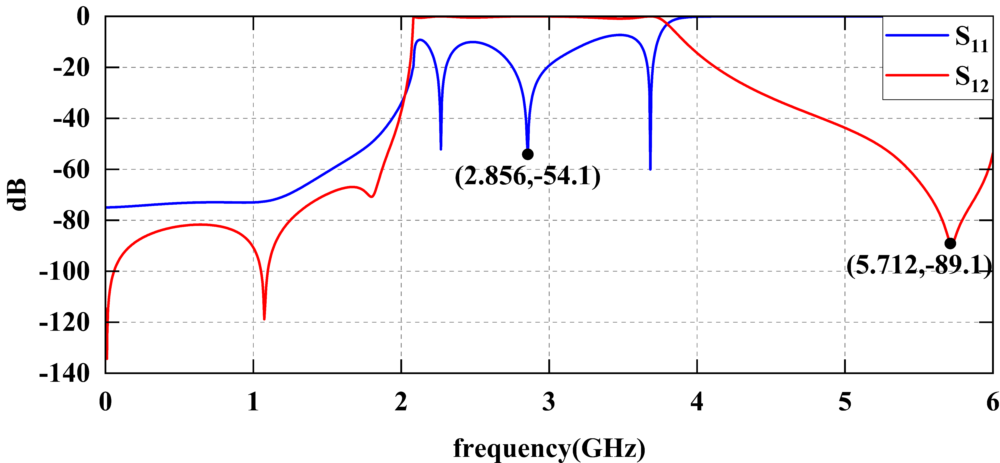 0
-20
-40
-60
-80
-100
-120
-140
dB
S11
S12
(2.856,-54.1)
(5.712,-89.1)
0 1 2 3 4 5 6
frequency(GHz)